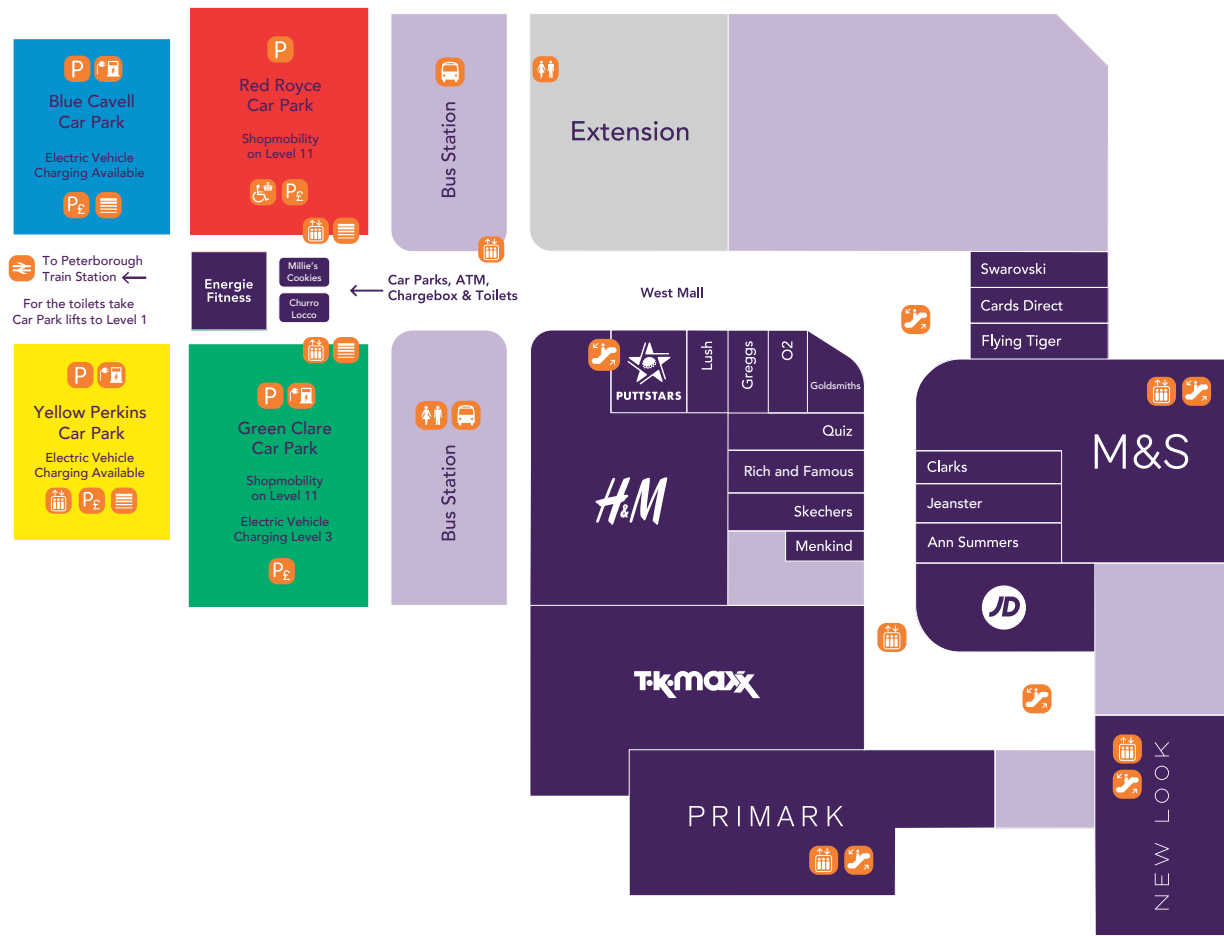 P
Blue Cavell
Car Park
Electric Vehicle
Charging Available
P£
P
Red Royce
Car Park
Shopmobility
on Level 11
P£
Bus Station
Extension
To Peterborough
Train Station
For the toilets take
Car Park lifts to Level 1
Energie
Fitness
Millie's
Cookies
Churro
Locco
Car Parks, ATM,
Chargebox & Toilets
West Mall
Swarovski
Cards Direct
Flying Tiger
P
Yellow Perkins
Car Park
Electric Vehicle
Charging Available
P£
P
Green Clare
Car Park
Shopmobility
on Level 11
Electric Vehicle
Charging Level 3
P£
Bus Station
PUTTSTARS
Lush
Greggs
O2
Goldsmiths
Quiz
Rich and Famous
Skechers
Menkind
H&M
M&S
Clarks
Jeanster
Ann Summers
JD
T·K·maxx
PRIMARK
NEW LOOK